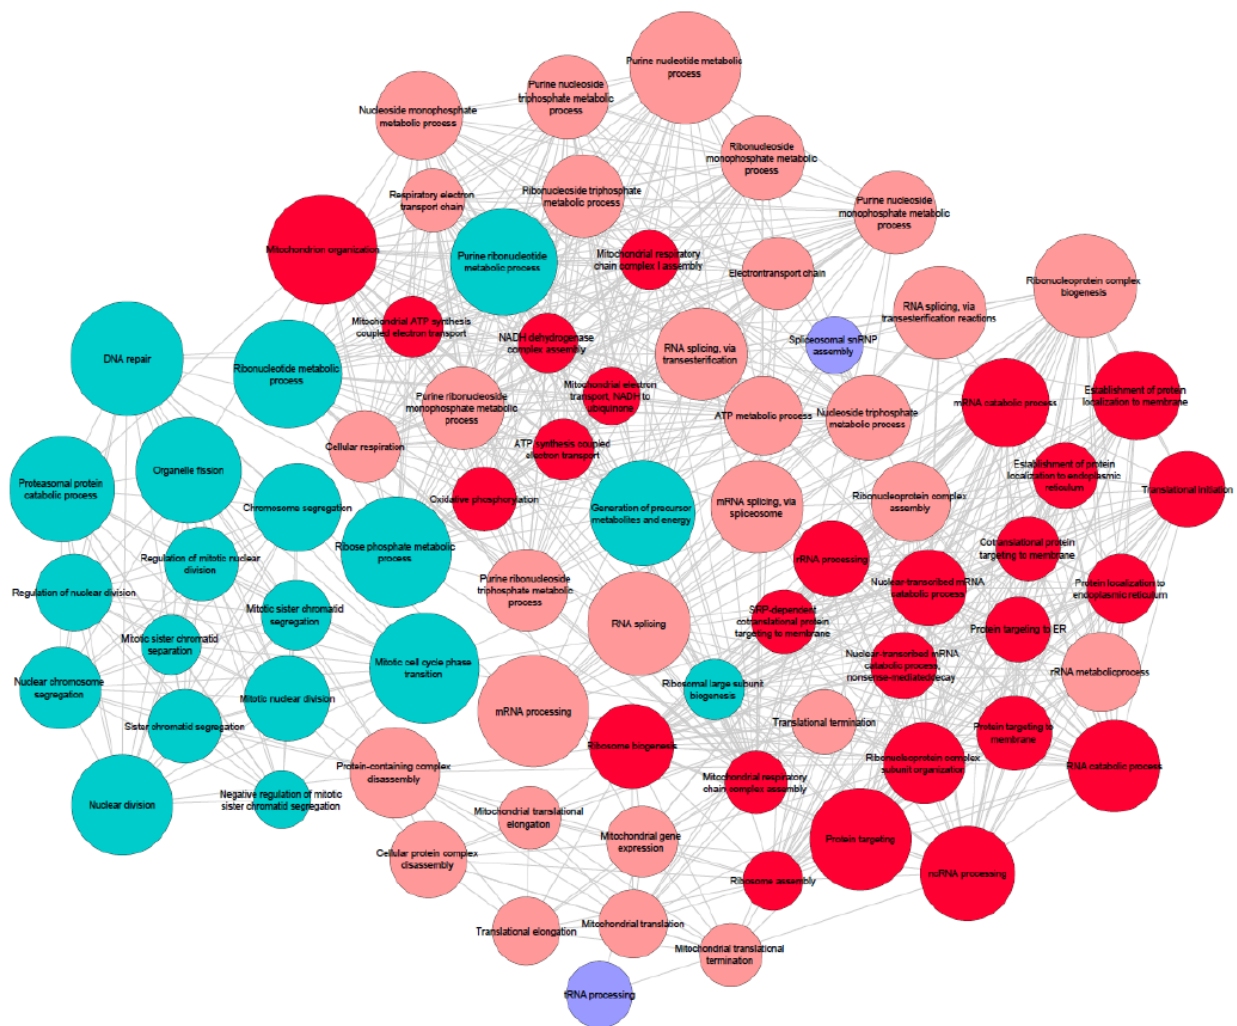 Purine nucleotide metabolic
process
Purine nucleoside
triphosphate metabolic
process
Nucleoside monophosphate
metabolic process
Ribonucleoside
monophosphate metabolic
process
Respiratory electron
transport chain
Ribonucleoside triphosphate
metabolic process
Purine nucleoside
monophosphate metabolic
process
Mitochondrion organization
Purine ribonucleotide
metabolic process
Mitochondrial respiratory
chain complex I assembly
Electrontransport chain
Ribonucleoprotein complex
biogenesis
RNA splicing, via
transesterification reactions
Mitochondrial ATP synthesis
coupled electron transport
NADH dehydrogenase
complex assembly
RNA splicing, via
transesterification
Spliceosomal snRNP
assembly
DNA repair
Ribonucleotide metabolic
process
Purine ribonucleoside
monophosphate metabolic
process
Mitochondrial electron
transport, NADH to
ubiquinone
ATP metabolic process
Nucleoside triphosphate
metabolic process
mRNA catabolic process
Establishment of protein
localization to membrane
Cellular respiration
ATP synthesis coupled
electron transport
Organelle fission
Proteasomal protein
catabolic process
Chromosome segregation
Oxidative phosphorylation
Generation of precursor
metabolites and energy
mRNA splicing, via
spliceosome
Ribonucleoprotein complex
assembly
Establishment of protein
localization to endoplasmic
reticulum
Translational initiation
Regulation of mitotic nuclear
division
Ribose phosphate metabolic
process
Purine ribonucleoside
triphosphate metabolic
process
rRNA processing
Nuclear-transcribed mRNA
catabolic process
Cotranslational protein
targeting to membrane
Protein localization to
endoplasmic reticulum
Regulation of nuclear division
Mitotic sister chromatid
segregation
Mitotic sister chromatid
separation
RNA splicing
SRP-dependent
cotranslational protein
targeting to membrane
Protein targeting to ER
Nuclear chromosome
segregation
Mitotic cell cycle phase
transition
Nuclear-transcribed mRNA
catabolic process,
nonsense-mediateddecay
rRNA metabolicprocess
Ribosomal large subunit
biogenesis
Mitotic nuclear division
Sister chromatid segregation
mRNA processing
Translational termination
Protein targeting to
membrane
Ribosome biogenesis
Ribonucleoprotein complex
subunit organization
RNA catabolic process
Protein-containing complex
disassembly
Mitochondrial respiratory
chain complex assembly
Nuclear division
Negative regulation of mitotic
sister chromatid segregation
Mitochondrial translational
elongation
Mitochondrial gene
expression
Protein targeting
Cellular protein complex
disassembly
Ribosome assembly
ncRNA processing
Translational elongation
Mitochondrial translation
Mitochondrial translational
termination
tRNA processing